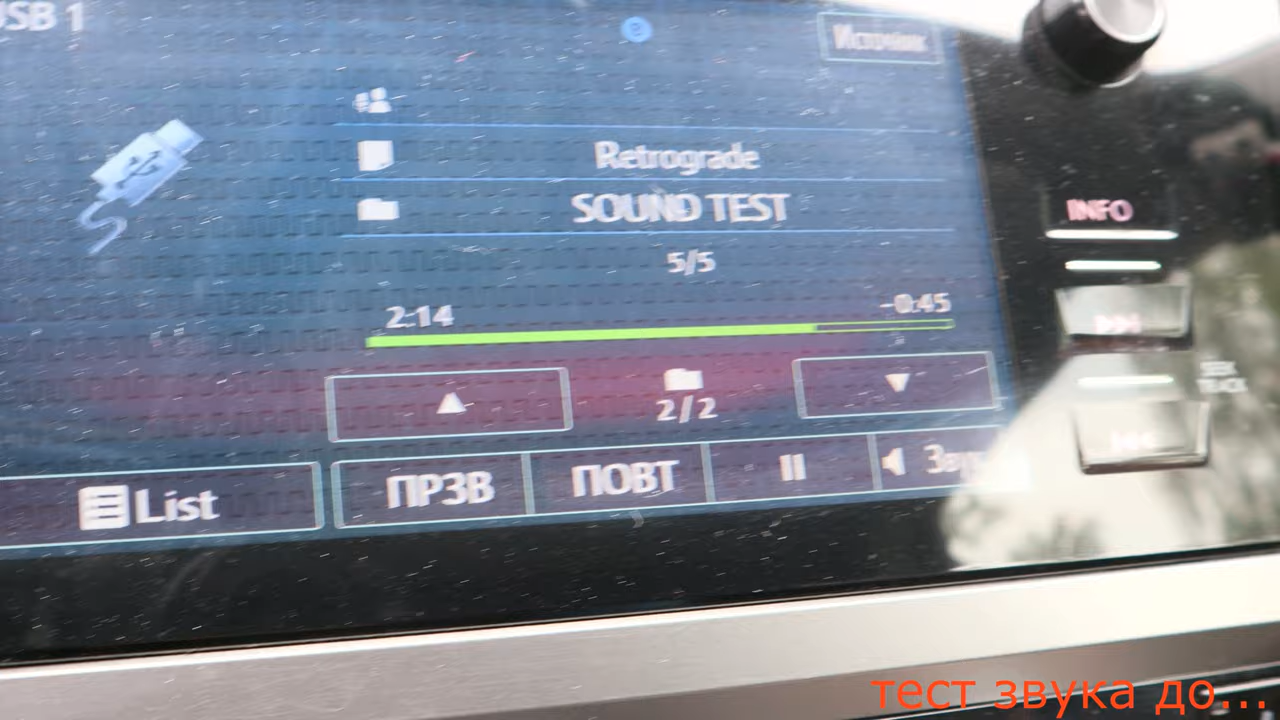 USB 1
Источник
Retrograde
SOUND TEST
5/5
2:14
-0:45
INFO
2/2
List
ПРЗВ
ПОВТ
тест звука до...